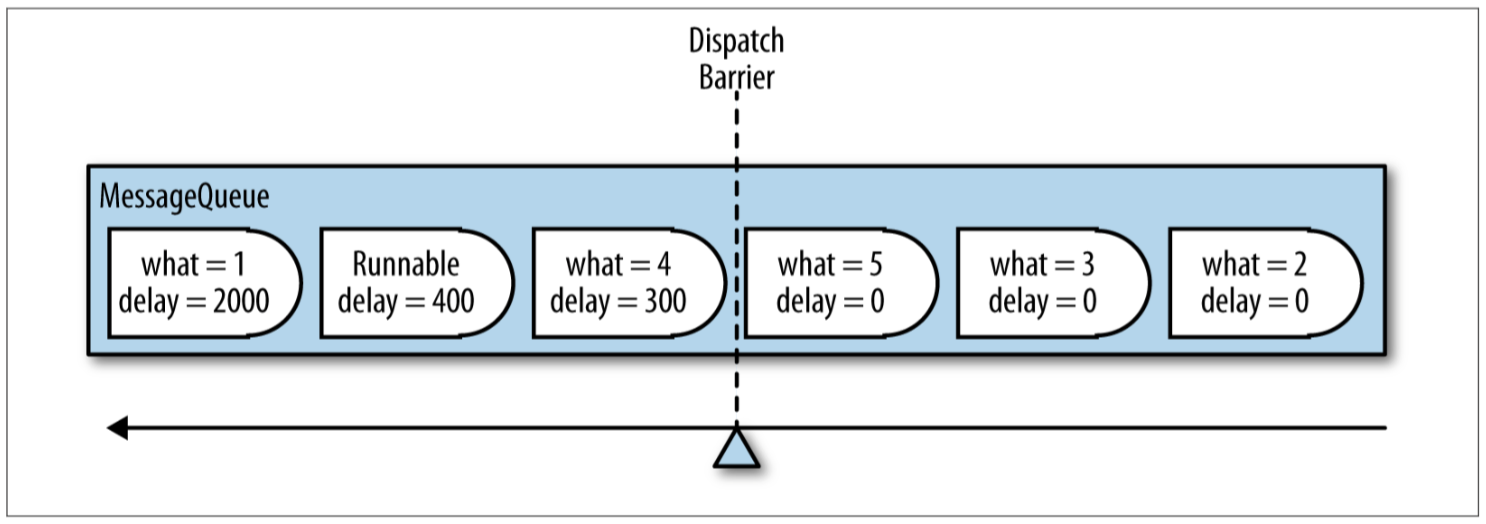 Dispatch
Barrier
MessageQueue
what = 1
delay = 2000
Runnable
delay = 400
what = 4
delay = 300
what = 5
delay = 0
what = 3
delay = 0
what = 2
delay = 0